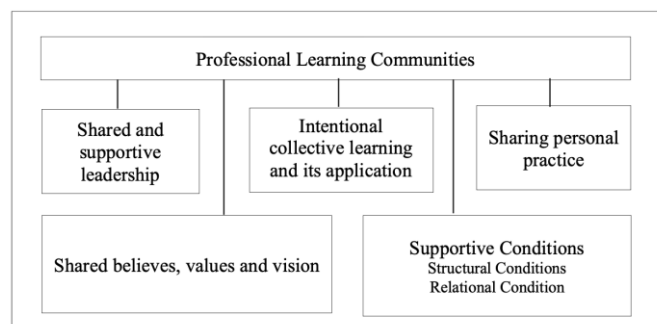 Professional Learning Communities
Shared and
supportive
leadership
Intentional
collective learning
and its application
Sharing personal
practice
Shared believes, values and vision
Supportive Conditions
Structural Conditions
Relational Condition